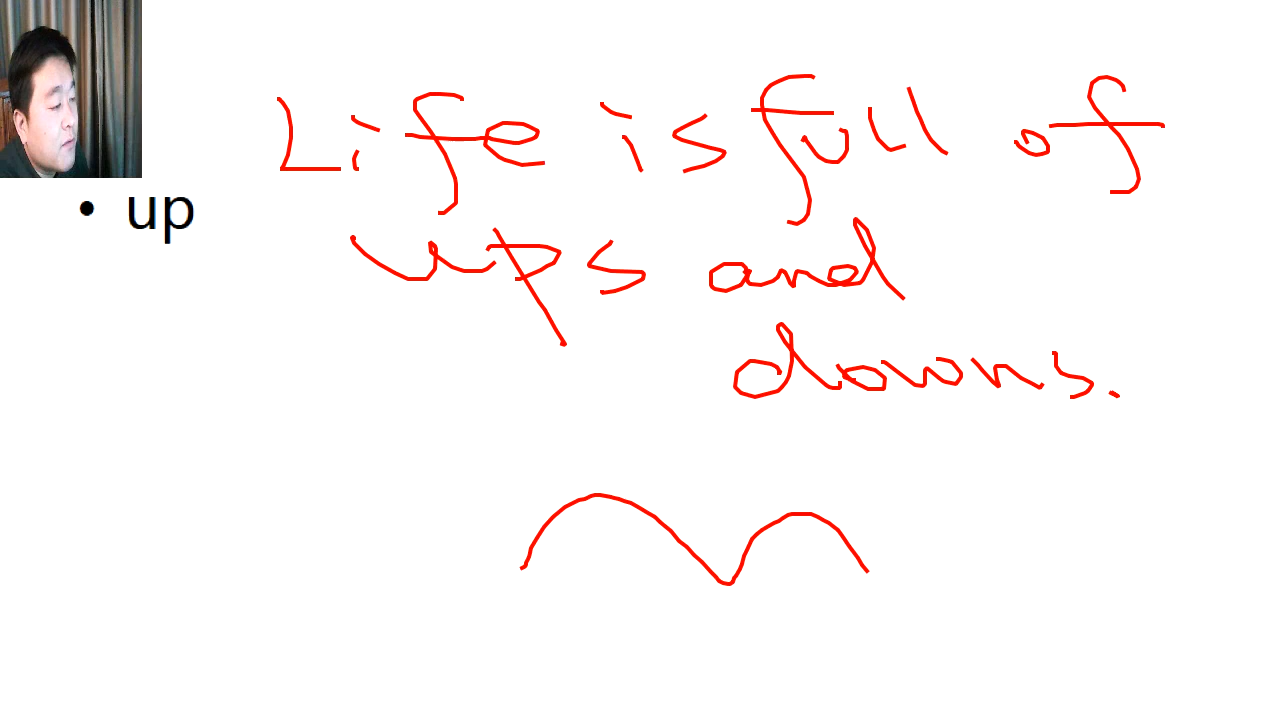 Life is full of
• up
ups and
downs.